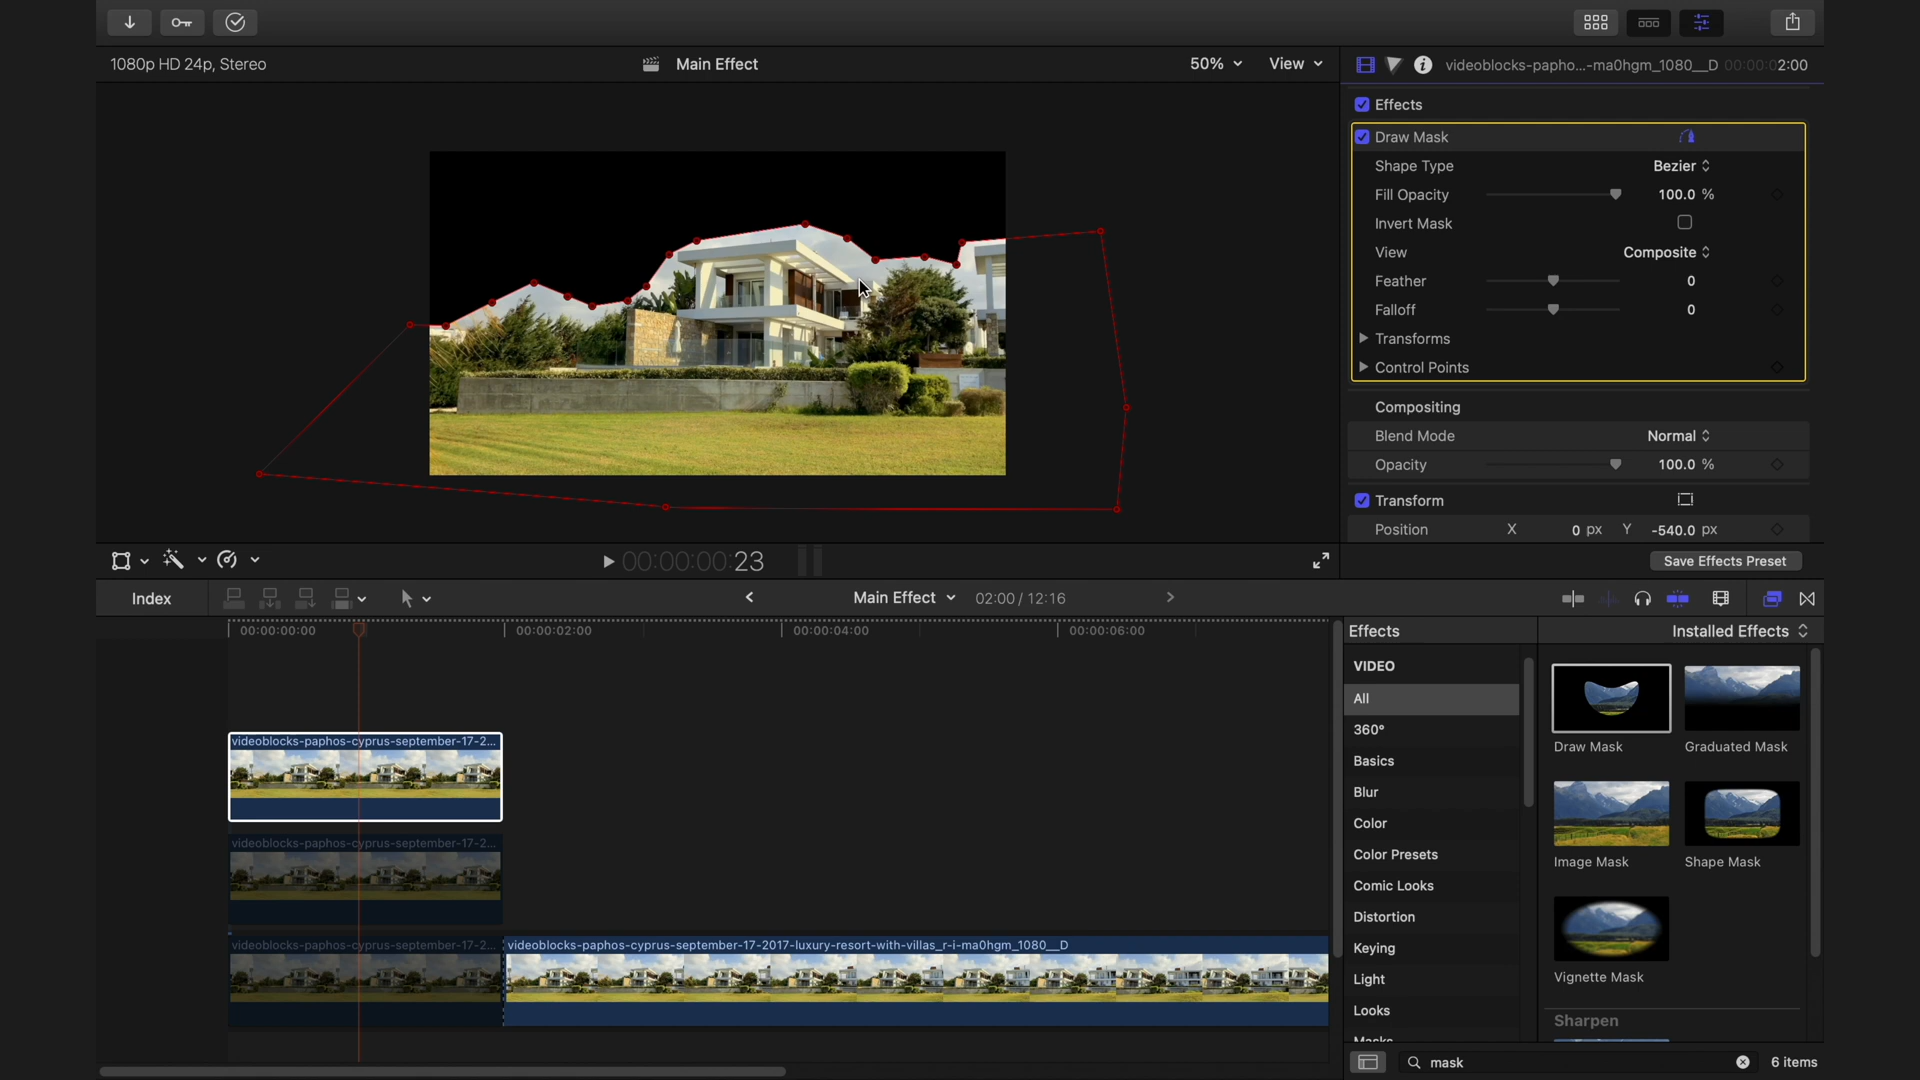 1080p HD 24p, Stereo
Main Effect
50%
View
videoblocks-papho...-ma0hgm_1080__D
00:00:02:00
Effects
Draw Mask
Shape Type
Bezier
Fill Opacity
100.0 %
Invert Mask
View
Composite
Feather
0
Falloff
0
Transforms
Control Points
Compositing
Blend Mode
Normal
Opacity
100.0 %
Transform
Position
X
0 px
Y
-540.0 px
00:00:00:23
Save Effects Preset
Index
Main Effect
02:00 / 12:16
00:00:00:00
00:00:02:00
00:00:04:00
00:00:06:00
Effects
Installed Effects
VIDEO
All
360°
Basics
Blur
Color
Color Presets
Comic Looks
Distortion
Keying
Light
Looks
Masks
Draw Mask
Graduated Mask
Image Mask
Shape Mask
Vignette Mask
Sharpen
videoblocks-paphos-cyprus-september-17-2...
videoblocks-paphos-cyprus-september-17-2...
videoblocks-paphos-cyprus-september-17-2...
videoblocks-paphos-cyprus-september-17-2017-luxury-resort-with-villas_r-i-ma0hgm_1080__D
mask
6 items